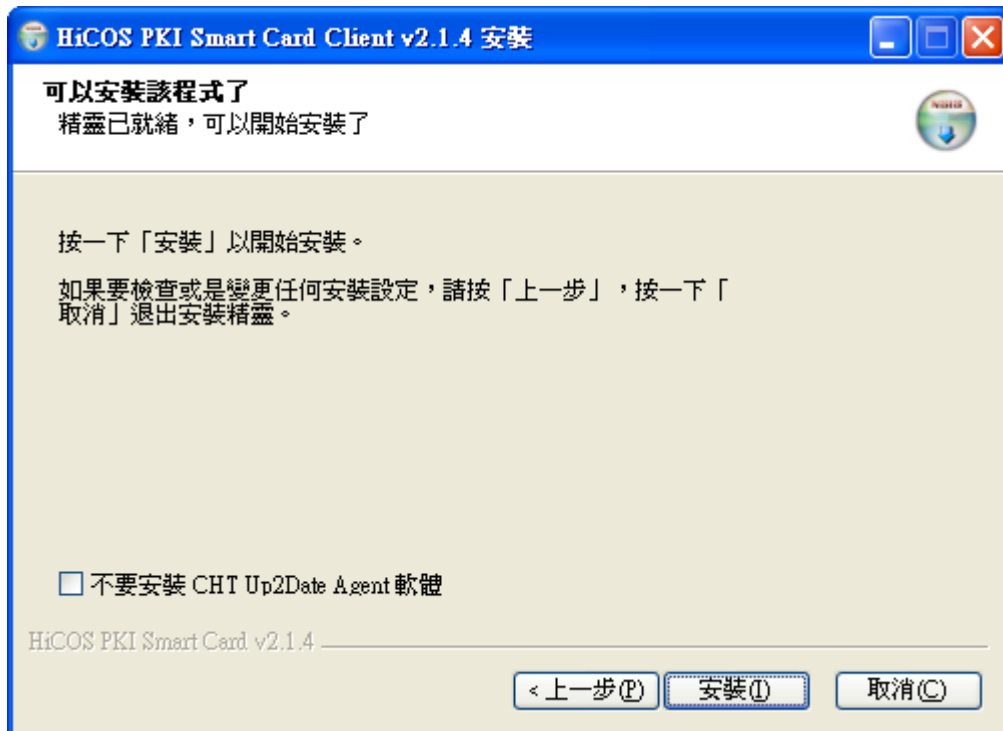 HiCOS PKI Smart Card Client v2.1.4 安裝
可以安裝該程式了
精靈已就緒，可以開始安裝了
按一下「安裝」以開始安裝。
如果要檢查或是變更任何安裝設定，請按「上一步」，按一下「
取消」退出安裝精靈。
不要安裝 CHT Up2Date Agent 軟體
HiCOS PKI Smart Card v2.1.4
< 上一步(P)
安裝(I)
取消(C)